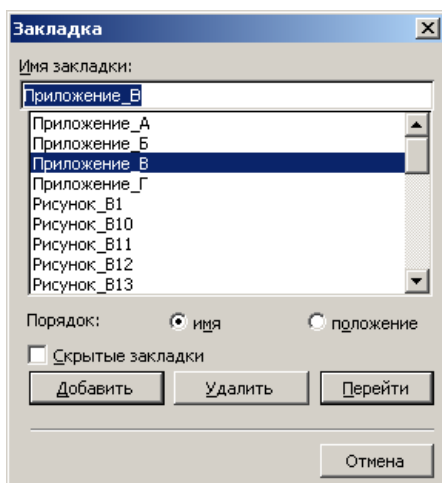 Закладка
Имя закладки:
Приложение_В
Приложение_А
Приложение_Б
Приложение_В
Приложение_Г
Рисунок_В1
Рисунок_В10
Рисунок_В11
Рисунок_В12
Рисунок_В13
Порядок: имя положение
Скрытые закладки
Добавить Удалить Перейти
Отмена